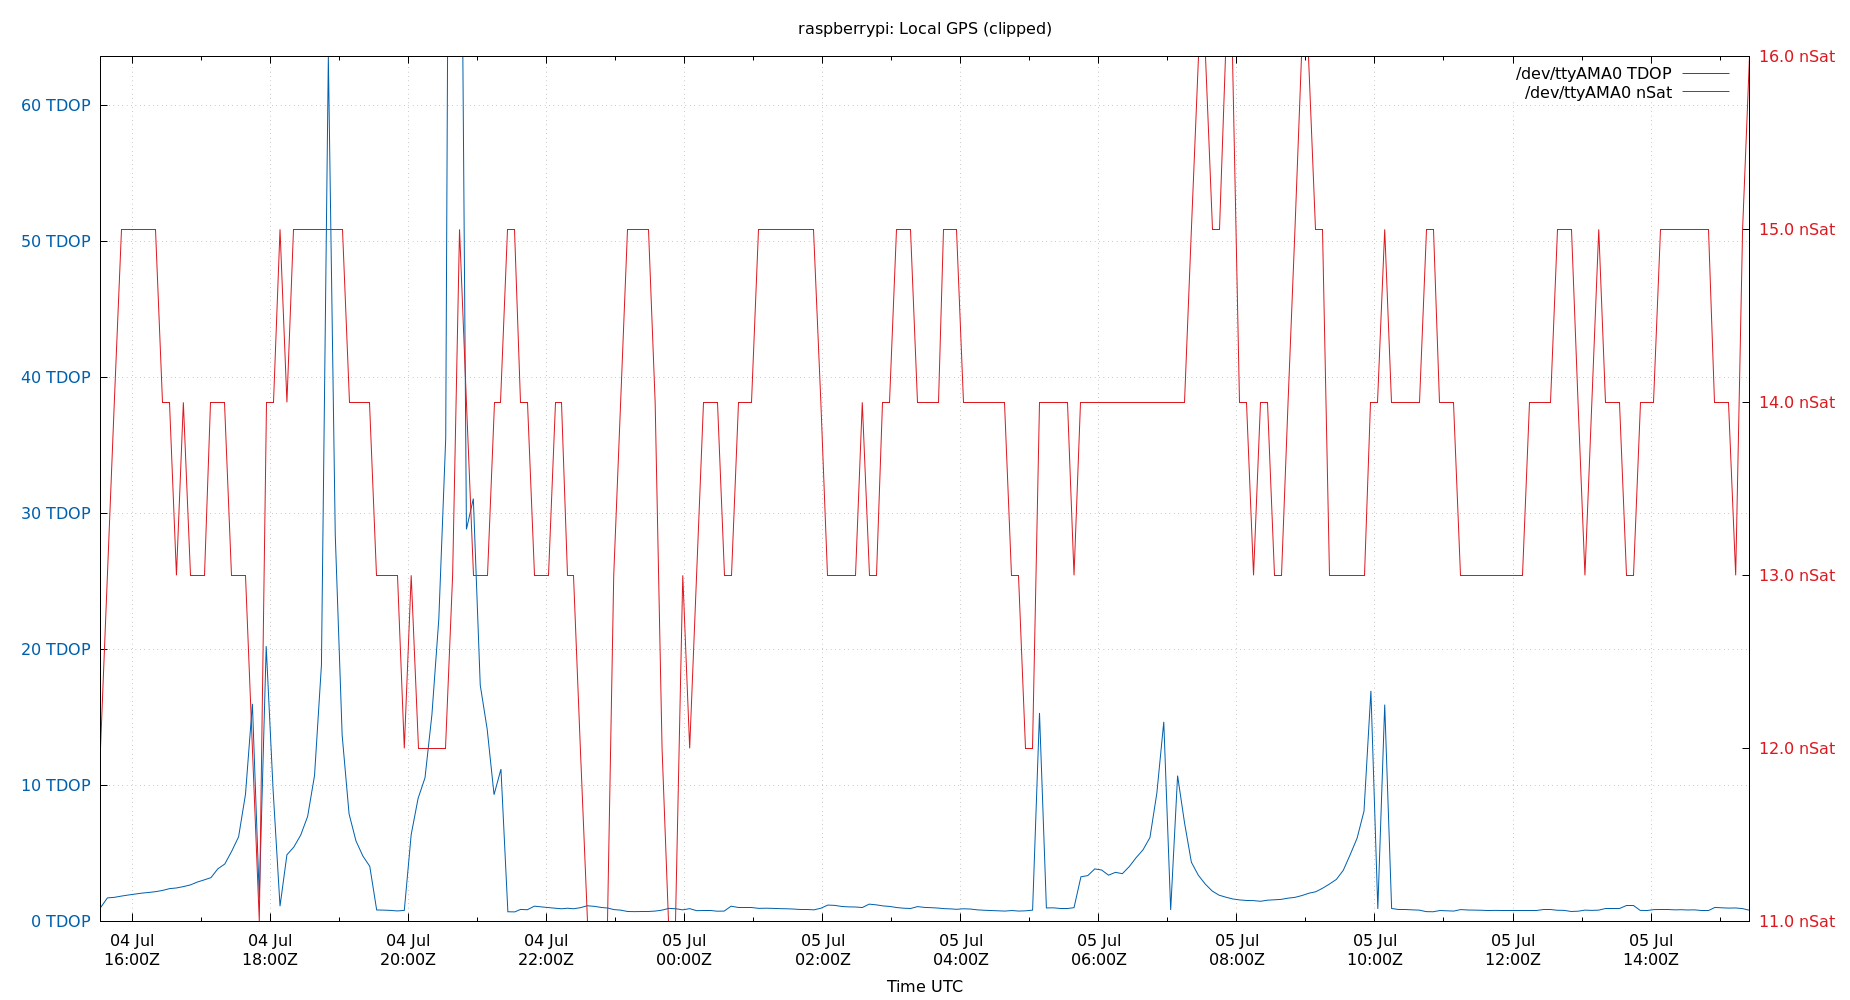 raspberrypi: Local GPS (clipped)
/dev/ttyAMA0 TDOP
/dev/ttyAMA0 nSat
60 TDOP
50 TDOP
40 TDOP
30 TDOP
20 TDOP
10 TDOP
0 TDOP
16.0 nSat
15.0 nSat
14.0 nSat
13.0 nSat
12.0 nSat
11.0 nSat
04 Jul
16:00Z
04 Jul
18:00Z
04 Jul
20:00Z
04 Jul
22:00Z
05 Jul
00:00Z
05 Jul
02:00Z
05 Jul
04:00Z
05 Jul
06:00Z
05 Jul
08:00Z
05 Jul
10:00Z
05 Jul
12:00Z
05 Jul
14:00Z
Time UTC